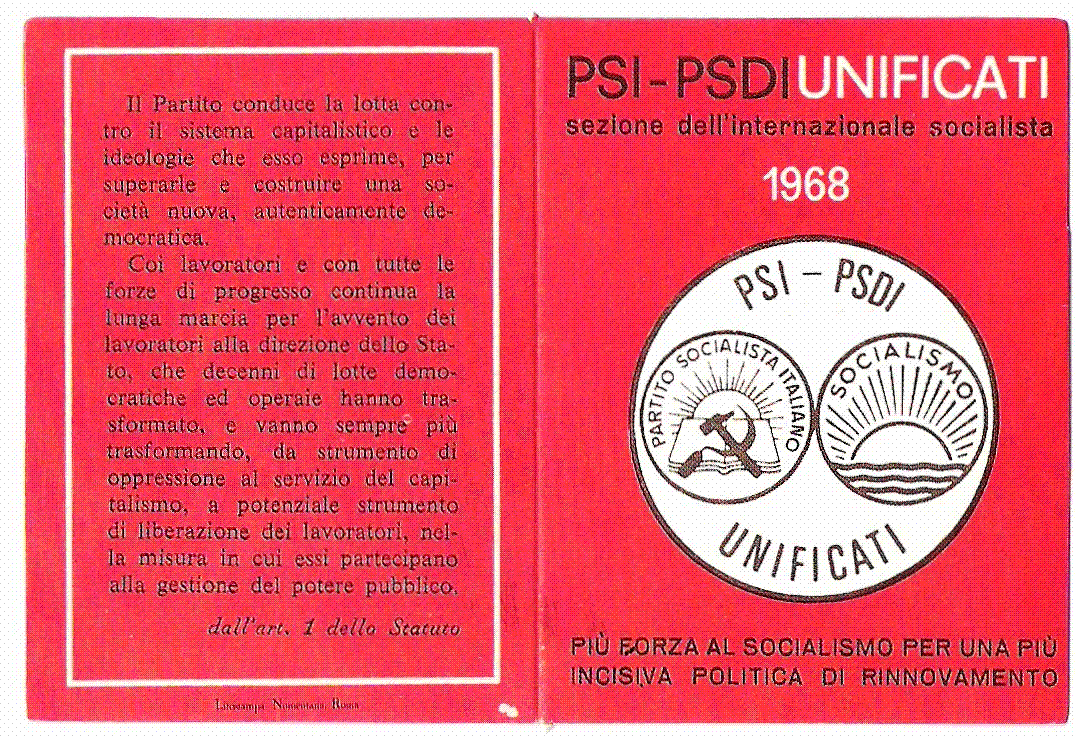 Il Partito conduce la lotta con-
tro il sistema capitalistico e le
ideologie che esso esprime, per
superarle e costruire una so-
cietà nuova, autenticamente de-
mocratica.
Coi lavoratori e con tutte le
forze di progresso continua la
lunga marcia per l'avvento dei
lavoratori alla direzione dello Sta-
to, che decenni di lotte demo-
cratiche ed operaie hanno tra-
sformato, e vanno sempre più
trasformando, da strumento di
oppressione al servizio del capi-
talismo, a potenziale strumento
di liberazione dei lavoratori, nel-
la misura in cui essi partecipano
alla gestione del potere pubblico.
dall'art. 1 dello Statuto
Litostampa Nomentana, Roma
PSI-PSDI UNIFICATI
sezione dell'internazionale socialista
1968
PSI - PSDI
PARTITO SOCIALISTA ITALIANO
SOCIALISMO
UNIFICATI
PIÙ FORZA AL SOCIALISMO PER UNA PIÙ
INCISIVA POLITICA DI RINNOVAMENTO